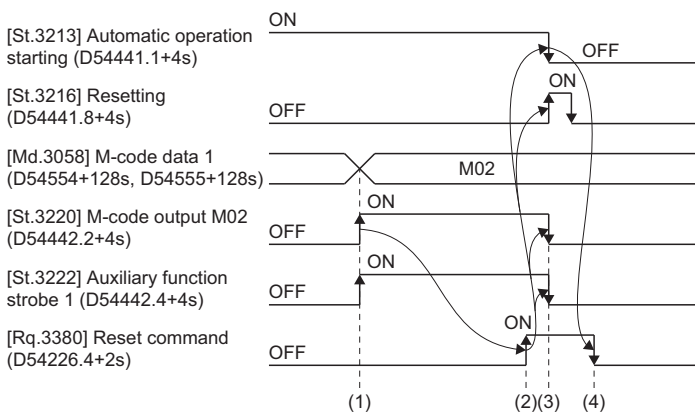 ON
[St.3213] Automatic operation
starting (D54441.1+4s)
OFF
ON
[St.3216] Resetting
(D54441.8+4s)
OFF
[Md.3058] M-code data 1
(D54554+128s, D54555+128s)
M02
ON
[St.3220] M-code output M02
(D54442.2+4s)
OFF
ON
[St.3222] Auxiliary function
strobe 1 (D54442.4+4s)
OFF
ON
[Rq.3380] Reset command
(D54226.4+2s)
OFF
(1) (2) (3) (4)